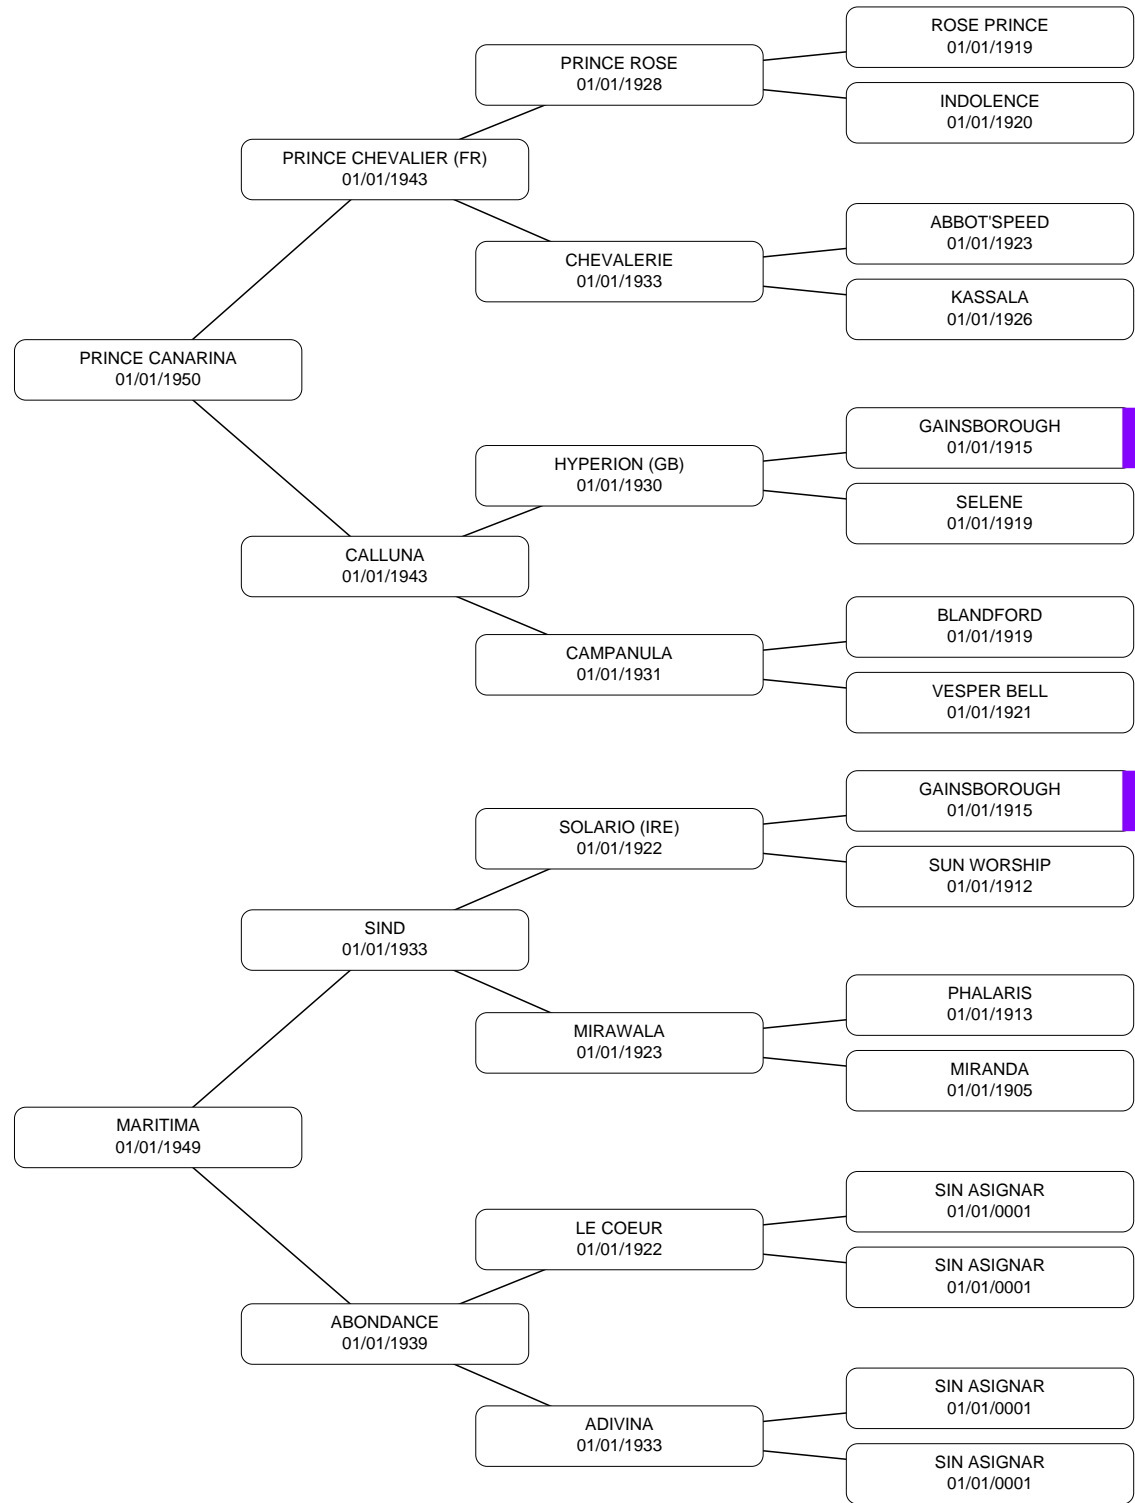 ROSE PRINCE
01/01/1919
PRINCE ROSE
01/01/1928
INDOLENCE
01/01/1920
PRINCE CHEVALIER (FR)
01/01/1943
ABBOT'SPEED
01/01/1923
CHEVALERIE
01/01/1933
KASSALA
01/01/1926
PRINCE CANARINA
01/01/1950
GAINSBOROUGH
01/01/1915
HYPERION (GB)
01/01/1930
SELENE
01/01/1919
CALLUNA
01/01/1943
BLANDFORD
01/01/1919
CAMPANULA
01/01/1931
VESPER BELL
01/01/1921
GAINSBOROUGH
01/01/1915
SOLARIO (IRE)
01/01/1922
SUN WORSHIP
01/01/1912
SIND
01/01/1933
PHALARIS
01/01/1913
MIRAWALA
01/01/1923
MIRANDA
01/01/1905
MARITIMA
01/01/1949
SIN ASIGNAR
01/01/0001
LE COEUR
01/01/1922
SIN ASIGNAR
01/01/0001
ABONDANCE
01/01/1939
SIN ASIGNAR
01/01/0001
ADIVINA
01/01/1933
SIN ASIGNAR
01/01/0001